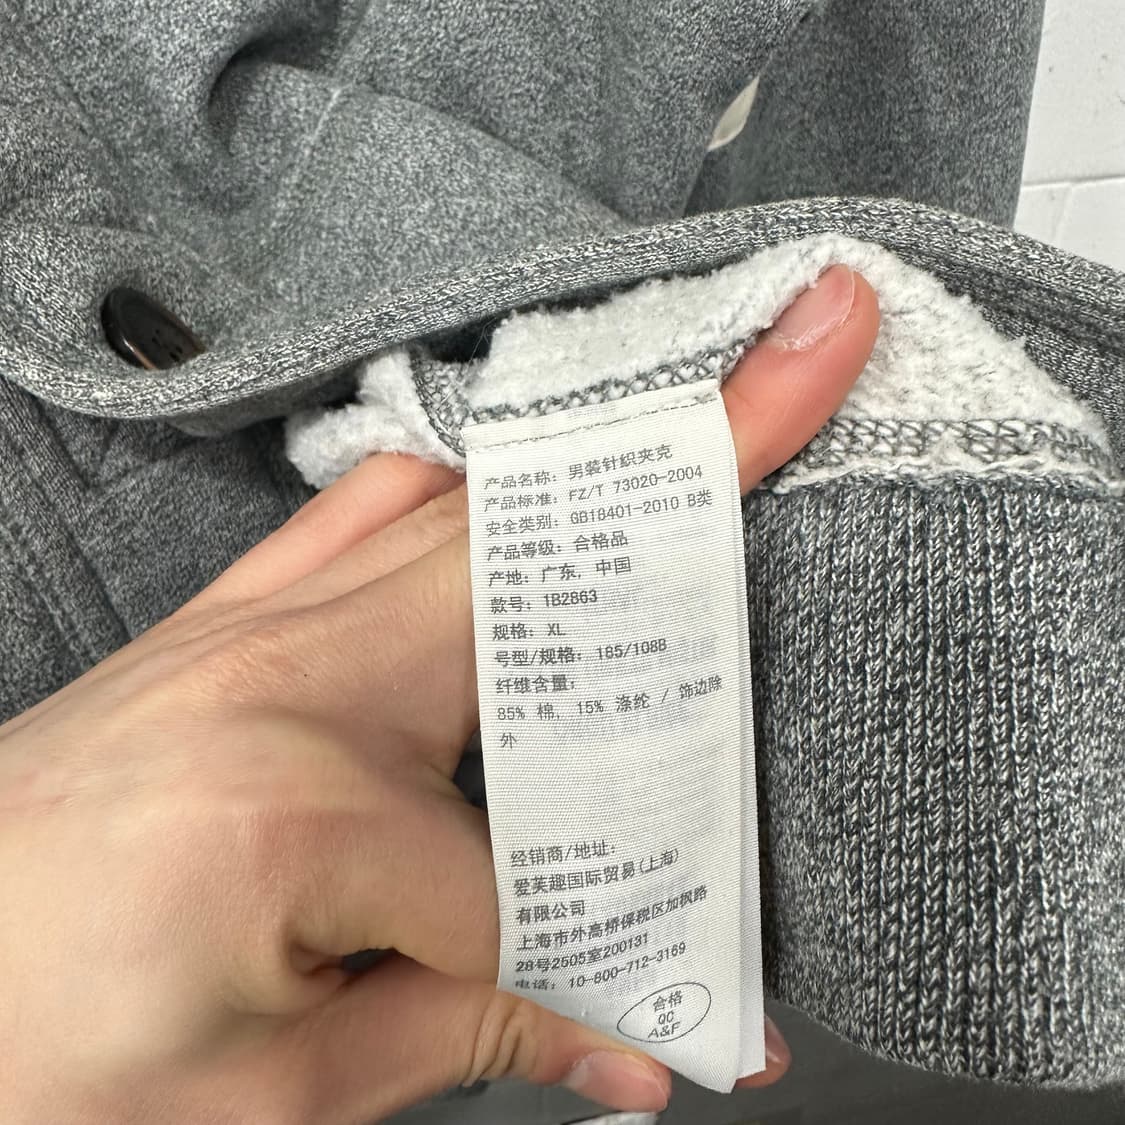 产品名称: 男装针织夹克
产品标准: FZ/T 73020-2004
安全类别: GB18401-2010 B类
产品等级: 合格品
产地: 广东, 中国
款号: 1B2863
规格: XL
号型/规格: 185/108B
纤维含量:
85% 棉, 15% 涤纶 / 饰边除
外
经销商/地址:
爱芙趣国际贸易(上海)
有限公司
上海市外高桥保税区加枫路
28号2505室200131
电话: 10-800-712-3169
合格
QC
A&F